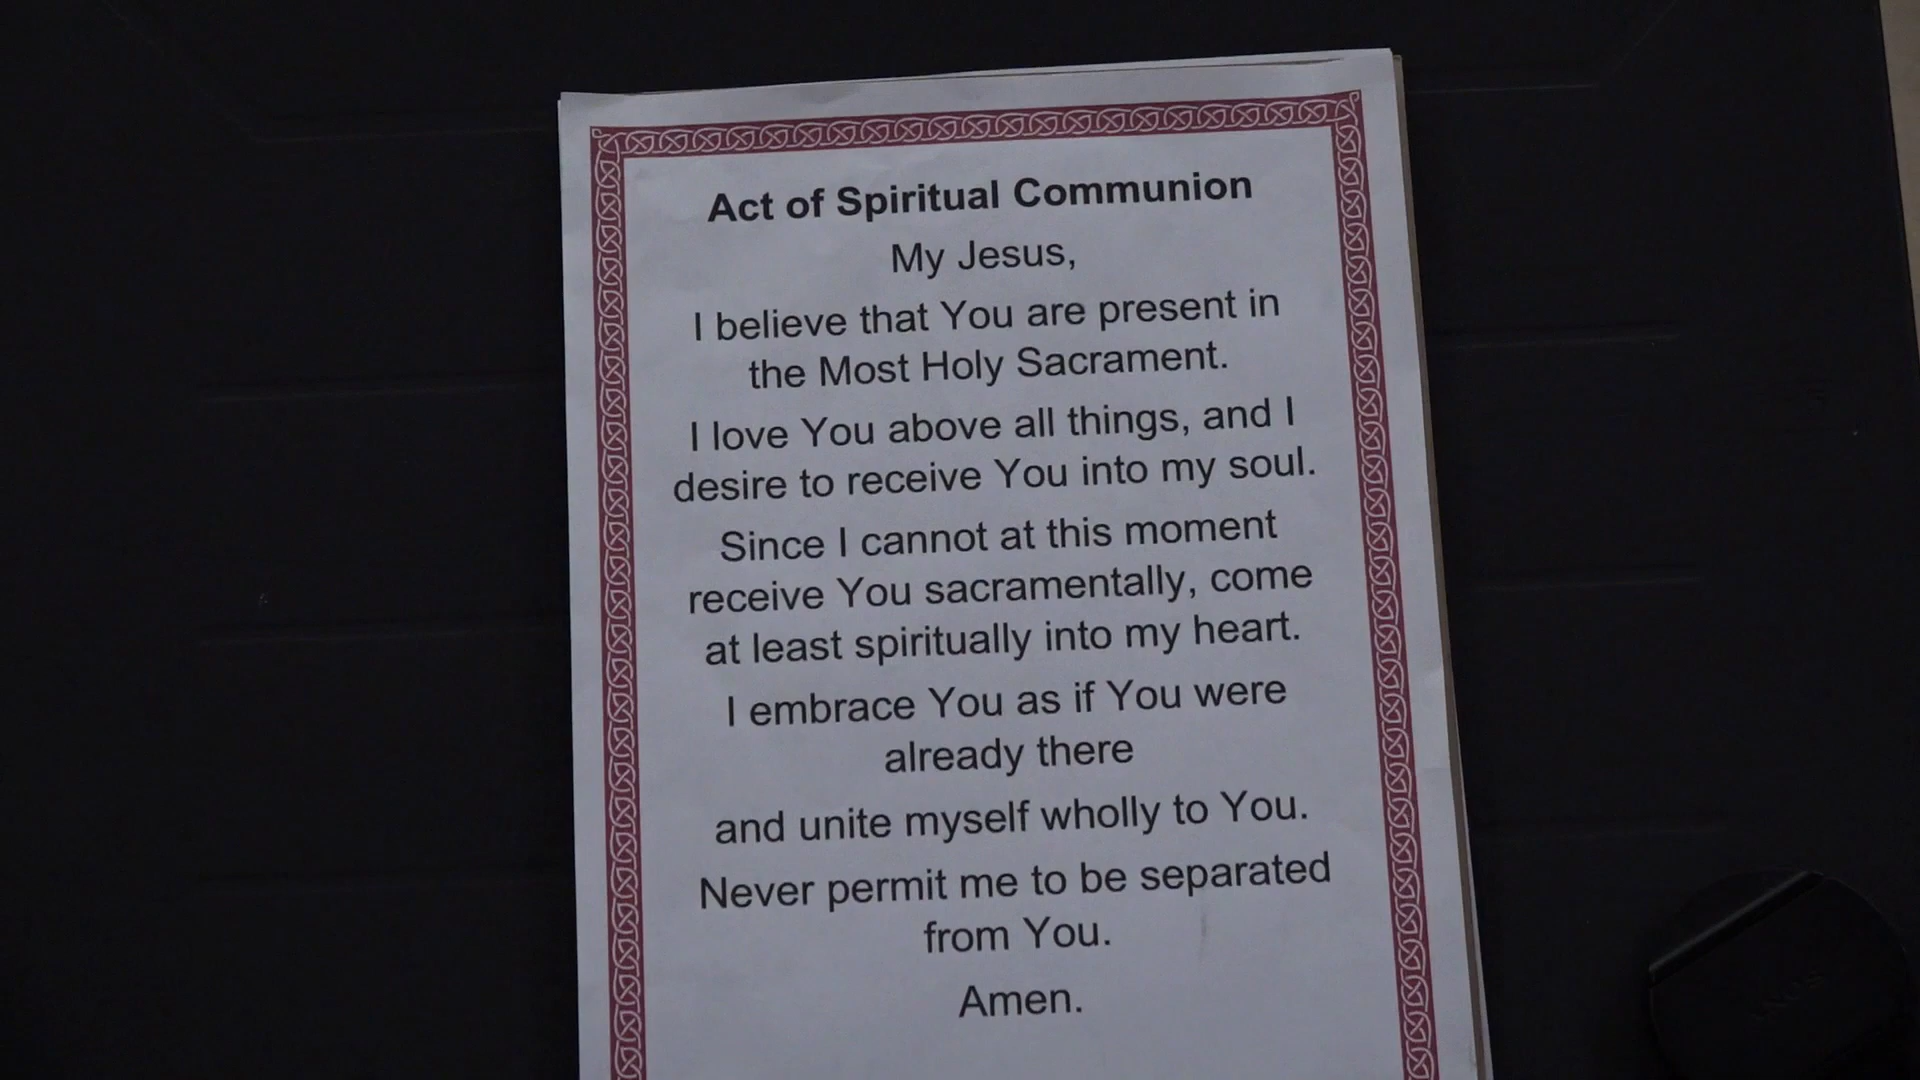 Act of Spiritual Communion
My Jesus,
I believe that You are present in
the Most Holy Sacrament.
I love You above all things, and I
desire to receive You into my soul.
Since I cannot at this moment
receive You sacramentally, come
at least spiritually into my heart.
I embrace You as if You were
already there
and unite myself wholly to You.
Never permit me to be separated
from You.
Amen.
SONY